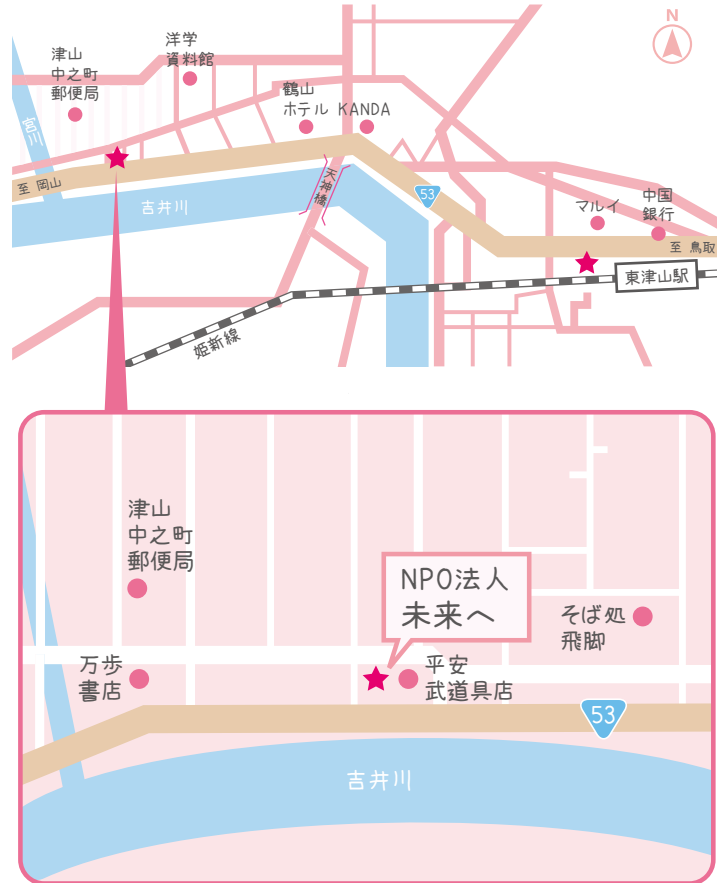 N
洋学
資料館
津山
中之町
郵便局
鶴山
ホテル KANDA
宮川
至 岡山
吉井川
天神橋
53
マルイ
中国
銀行
至 鳥取
東津山駅
姫新線
津山
中之町
郵便局
NPO法人
未来へ
そば処
飛脚
万歩
書店
平安
武道具店
53
吉井川